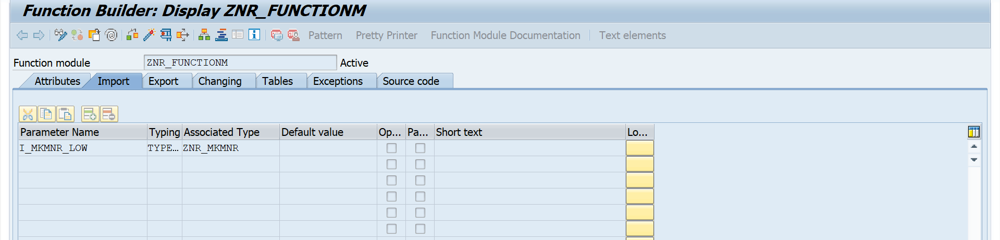 Function Builder: Display ZNR_FUNCTIONM
Pattern Pretty Printer Function Module Documentation Text elements
Function module ZNR_FUNCTIONM Active
Attributes Import Export Changing Tables Exceptions Source code
Parameter Name Typing Associated Type Default value Op... Pa... Short text Lo...
I_MKMNR_LOW TYPE... ZNR_MKMNR